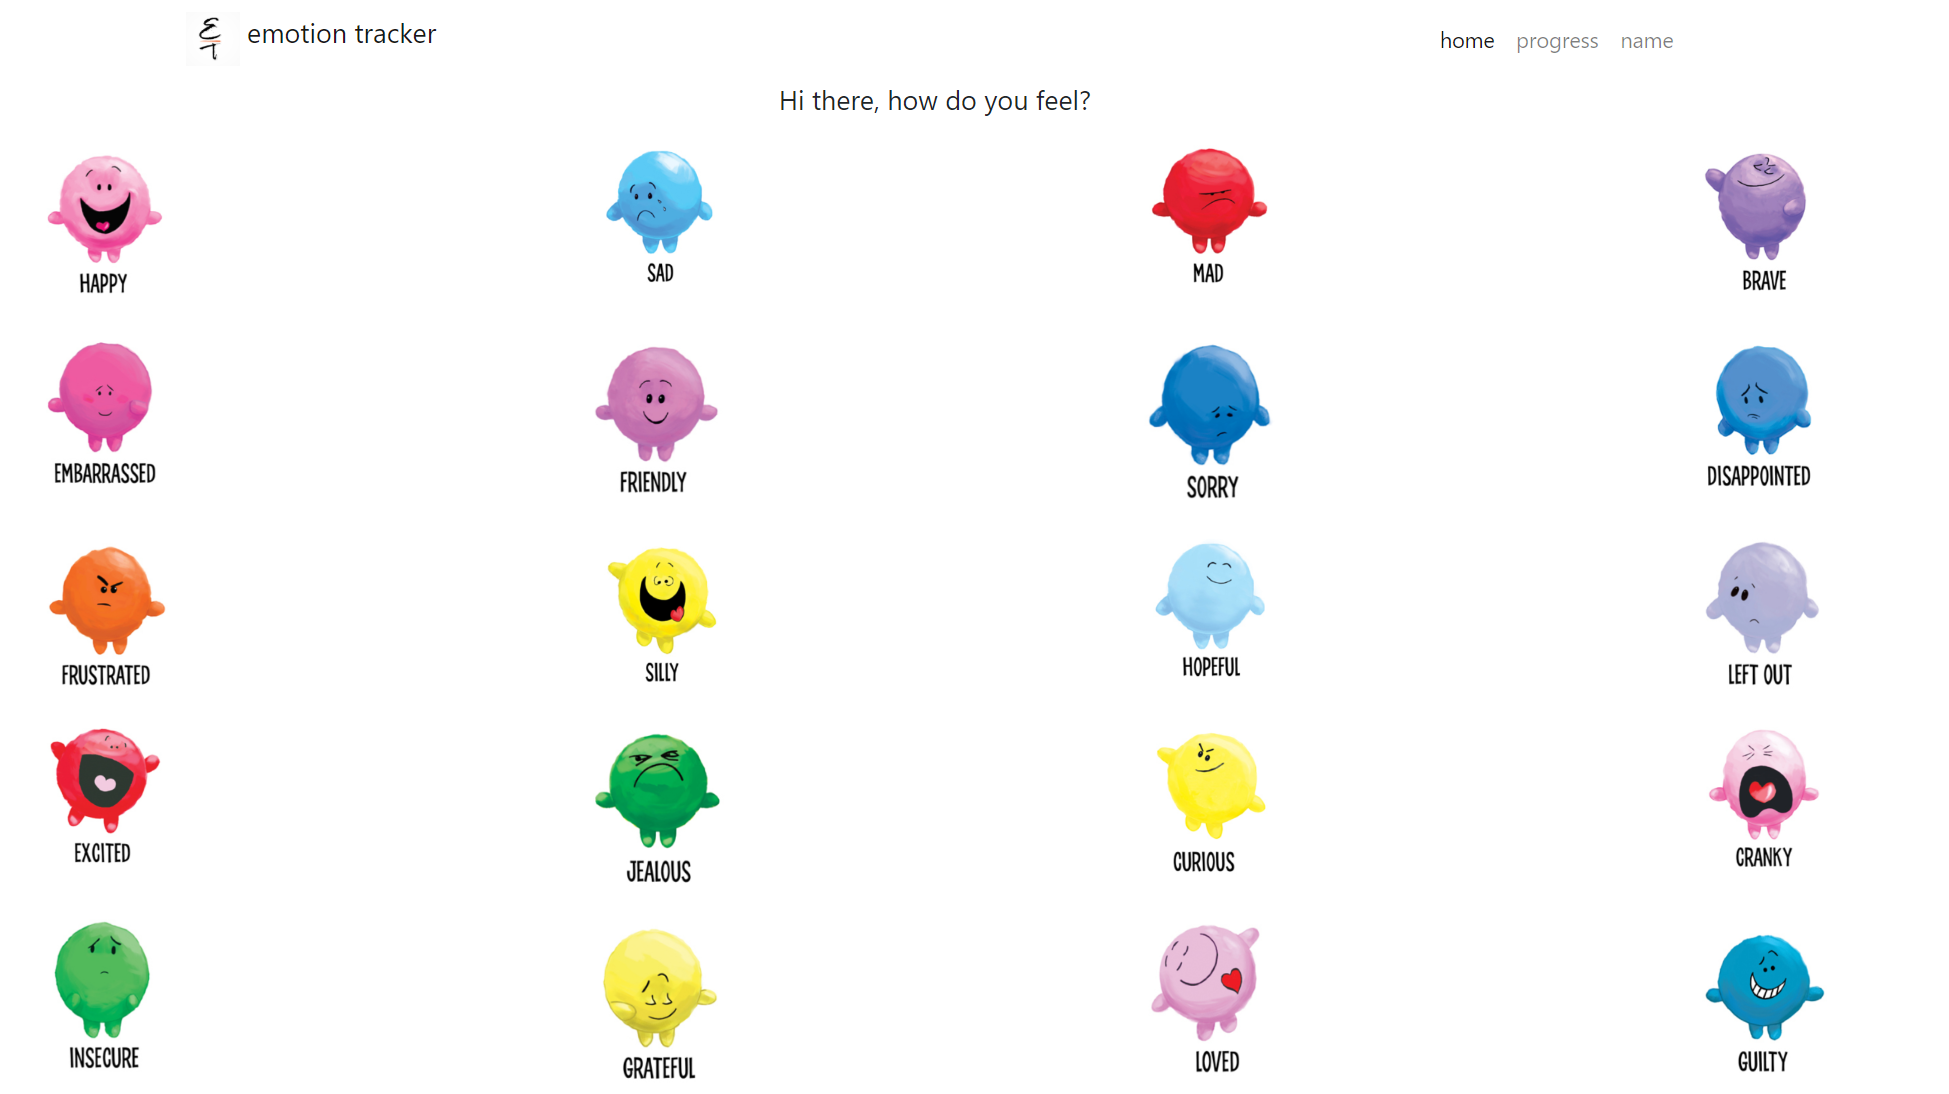 ET
emotion tracker
home progress name
Hi there, how do you feel?
HAPPY
SAD
MAD
BRAVE
EMBARRASSED
FRIENDLY
SORRY
DISAPPOINTED
FRUSTRATED
SILLY
HOPEFUL
LEFT OUT
EXCITED
JEALOUS
CURIOUS
CRANKY
INSECURE
GRATEFUL
LOVED
GUILTY